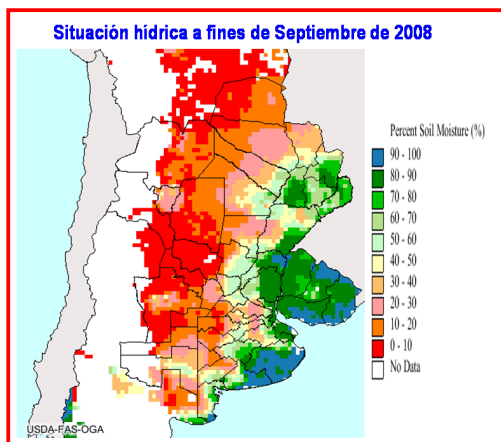 Situación hídrica a fines de Septiembre de 2008
Percent Soil Moisture (%)
90 - 100
80 - 90
70 - 80
60 - 70
50 - 60
40 - 50
30 - 40
20 - 30
10 - 20
0 - 10
No Data
USDA-FAS-OGA